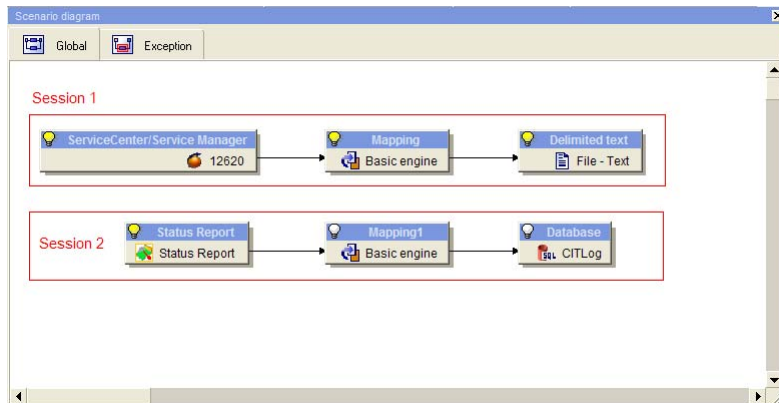 Scenario diagram
Global
Exception
Session 1
ServiceCenter/Service Manager
12620
Mapping
Basic engine
Delimited text
File - Text
Session 2
Status Report
Status Report
Mapping1
Basic engine
Database
SQL
CITLog